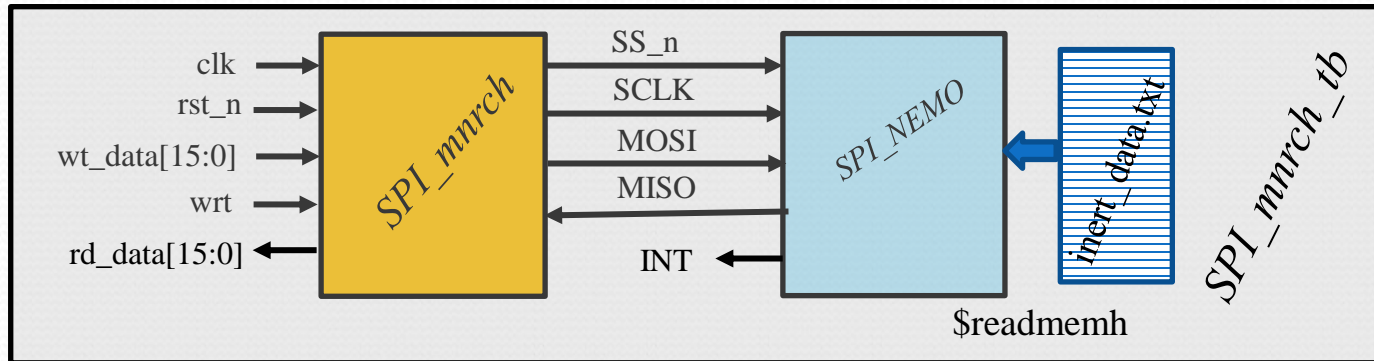 clk
rst_n
wt_data[15:0]
wrt
rd_data[15:0]
SPI_mnrch
SS_n
SCLK
MOSI
MISO
INT
SPI_NEMO
inert_data.txt
$readmemh
SPI_mnrch_tb